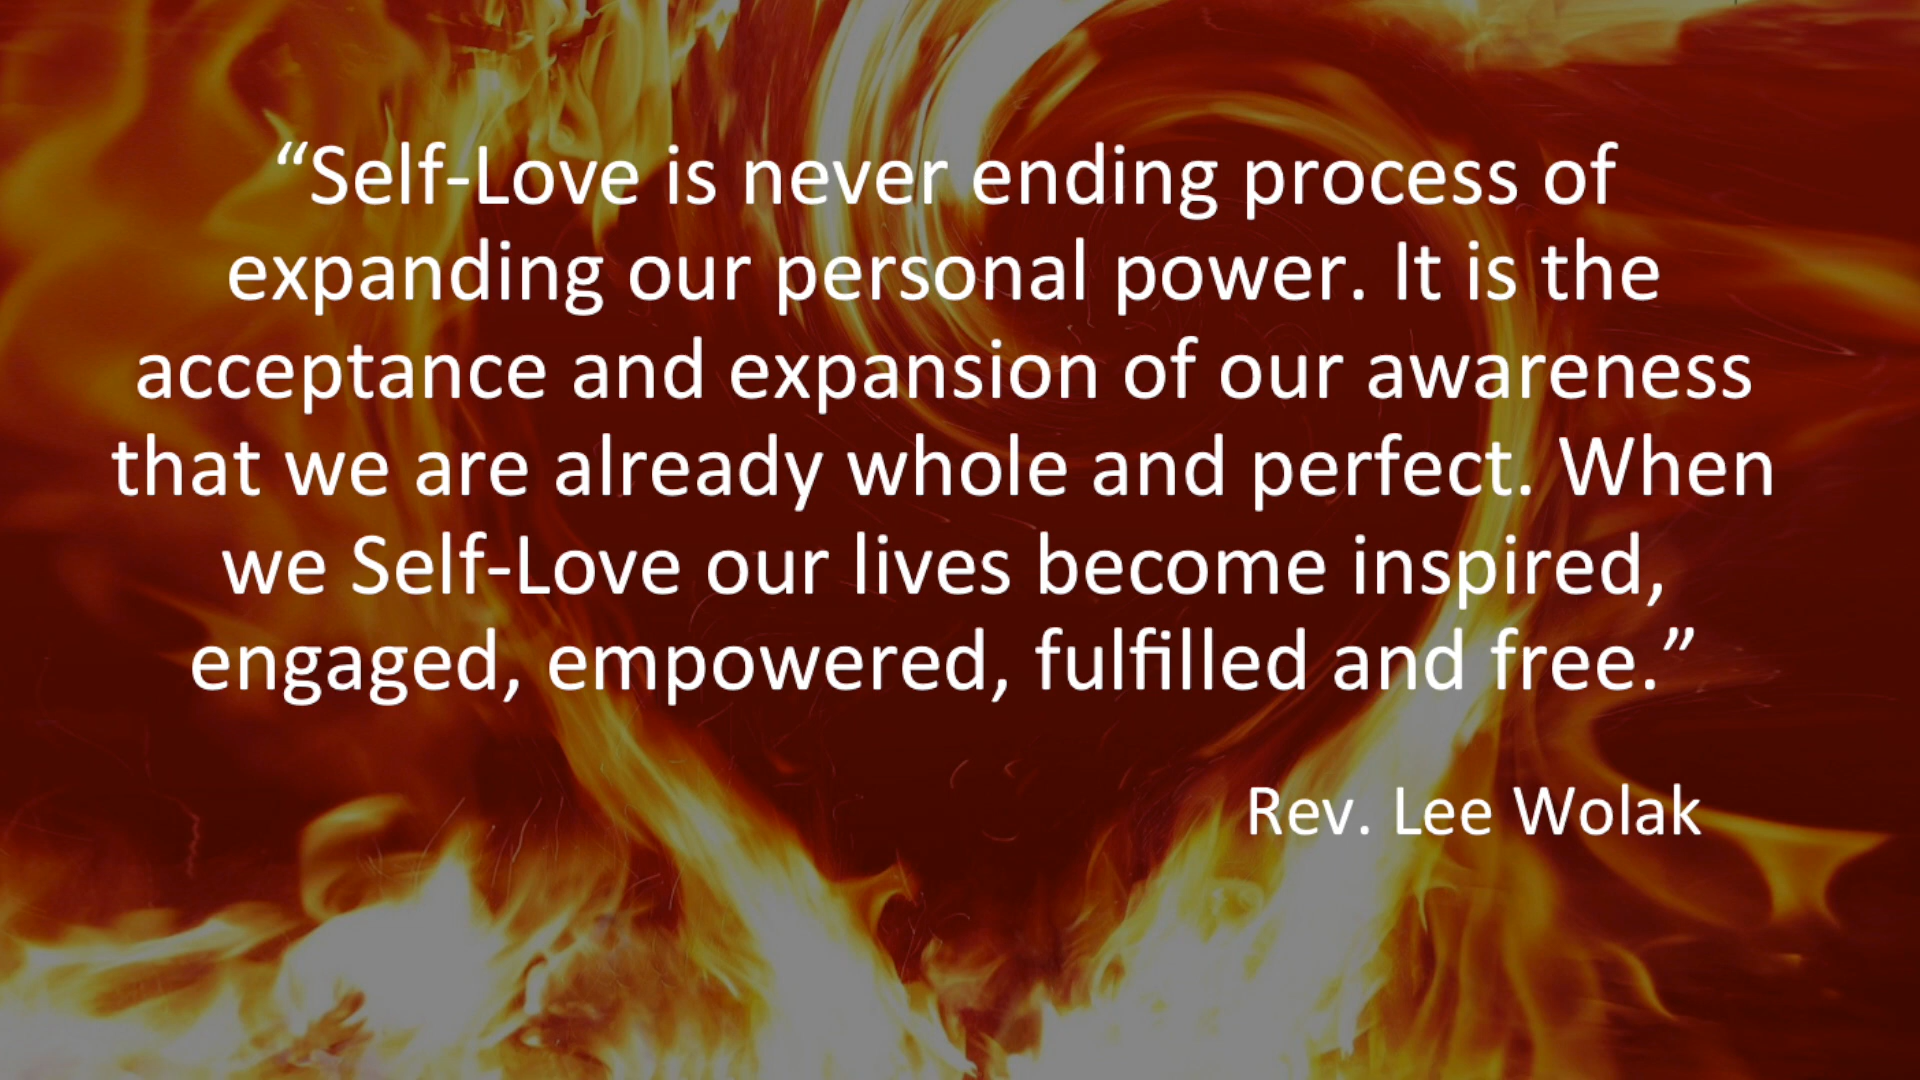 “Self-Love is never ending process of
expanding our personal power. It is the
acceptance and expansion of our awareness
that we are already whole and perfect. When
we Self-Love our lives become inspired,
engaged, empowered, fulfilled and free.”
Rev. Lee Wolak